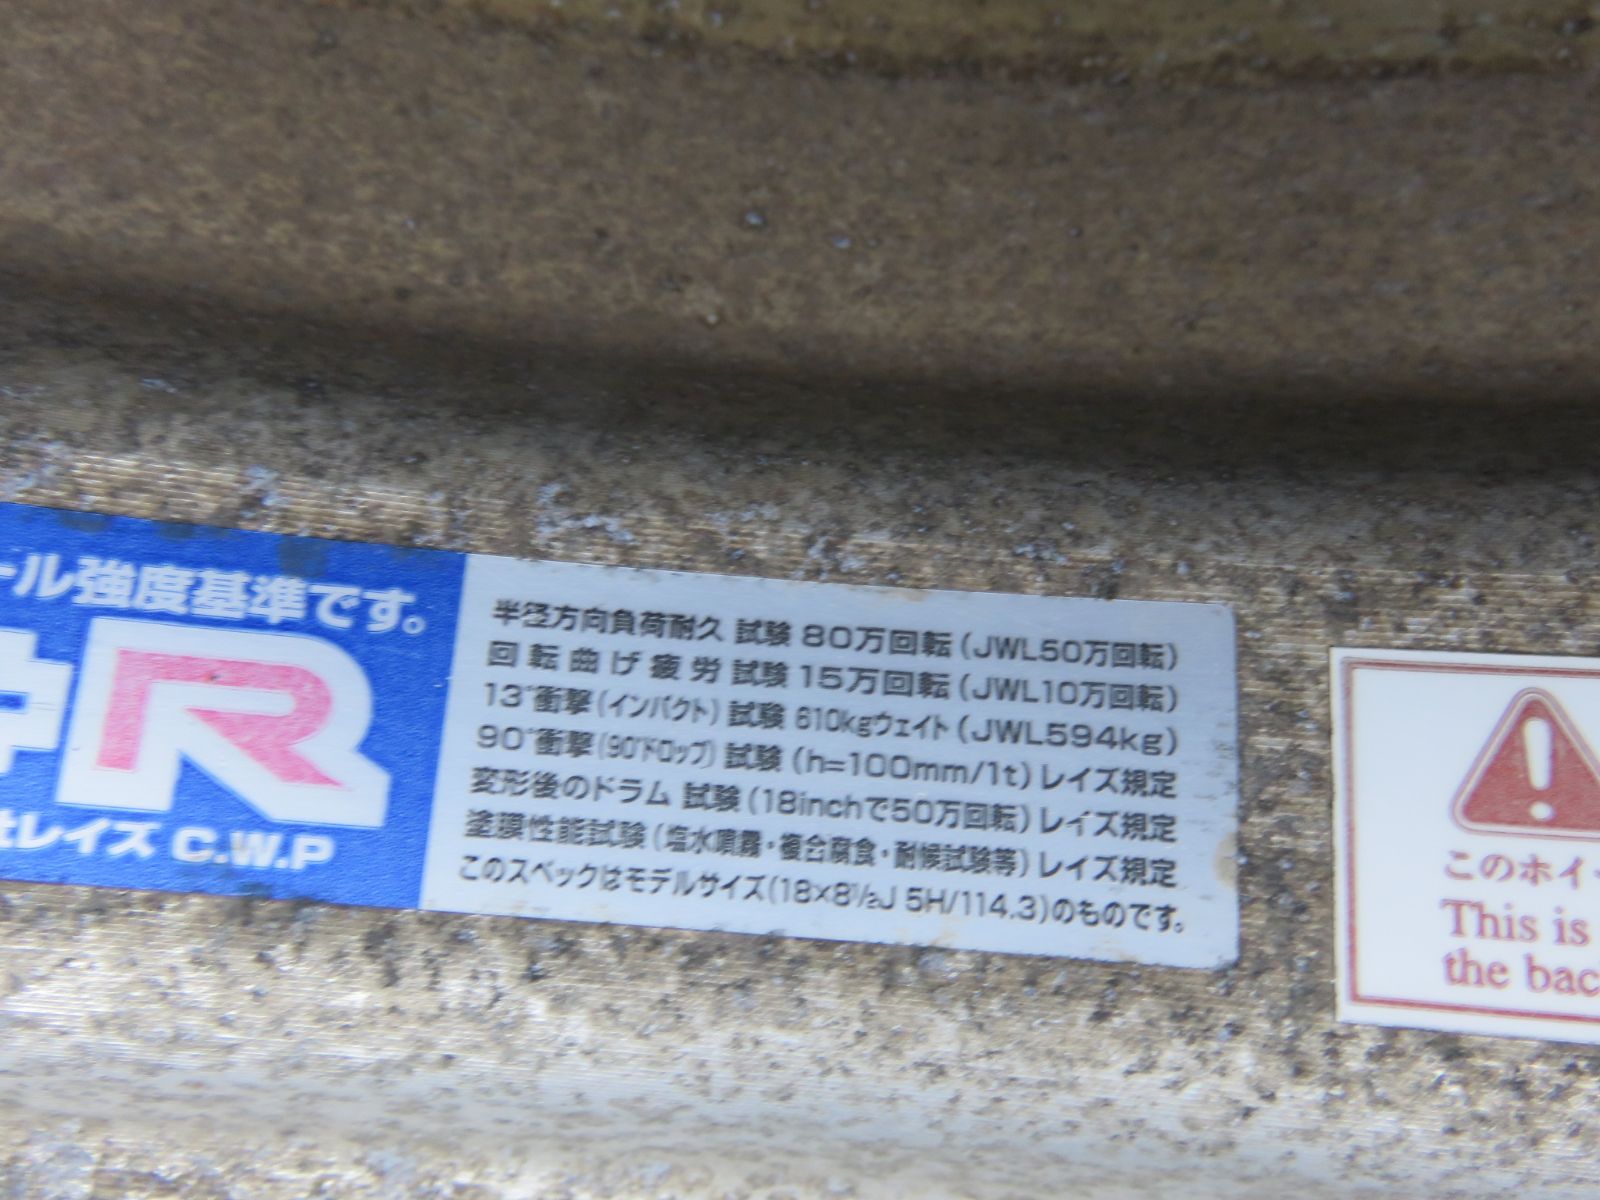 ール強度基準です。
R
レイズ C.W.P
半径方向負荷耐久 試験 80万回転(JWL50万回転)
回転曲げ疲労 試験 15万回転(JWL10万回転)
13°衝撃(インパクト)試験 610kgウェイト(JWL594kg)
90°衝撃(90°ドロップ)試験(h=100mm/1t)レイズ規定
変形後のドラム 試験(18inchで50万回転)レイズ規定
塗膜性能試験(塩水噴霧・複合腐食・耐候試験等)レイズ規定
このスペックはモデルサイズ(18×8½J 5H/114.3)のものです。
このホイ
This is
the bac